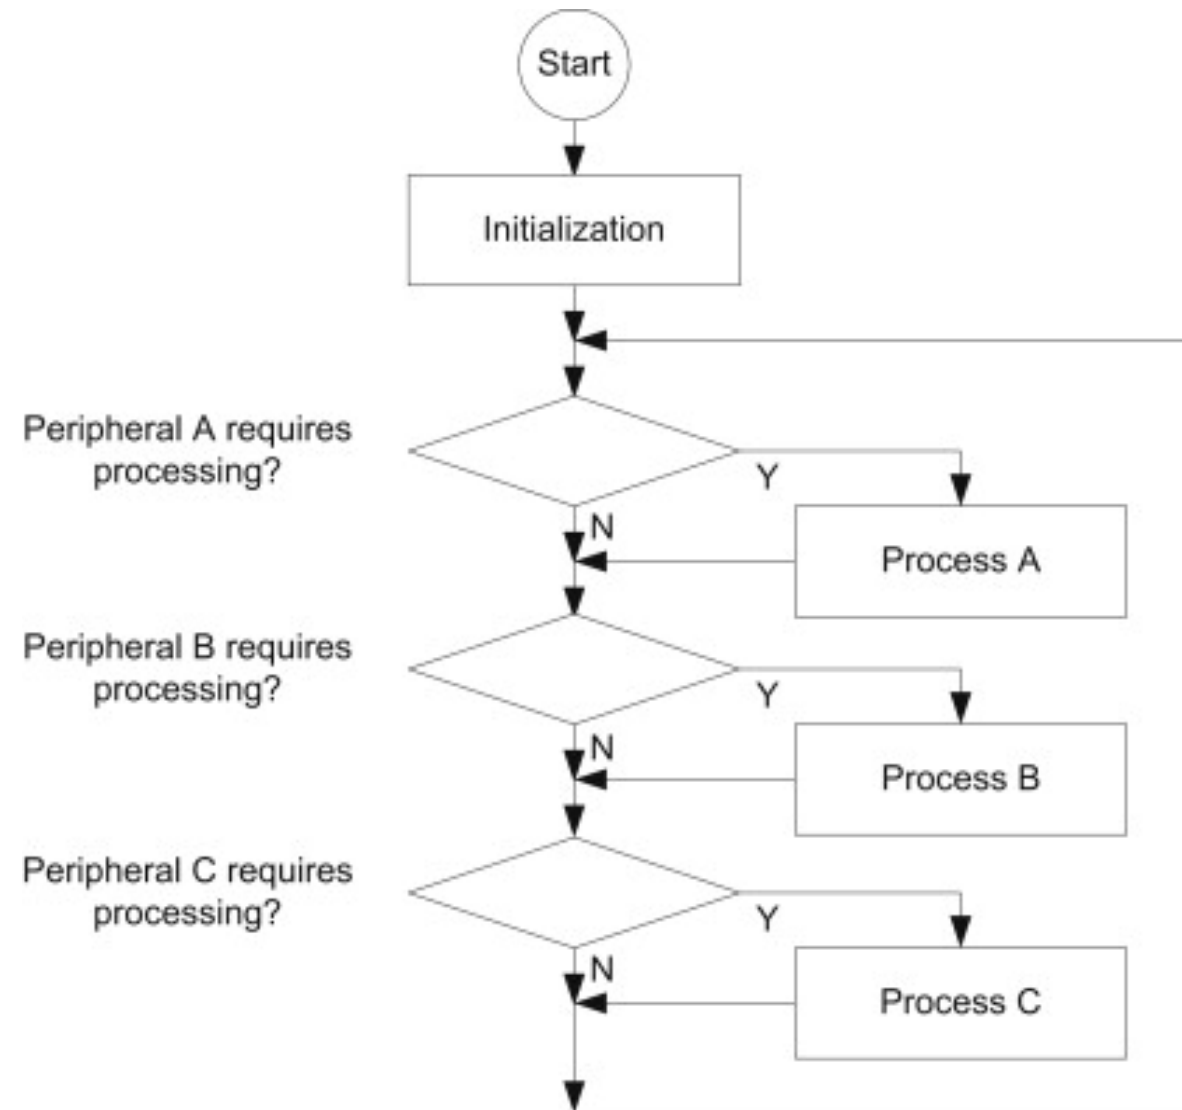 Start
Initialization
Peripheral A requires
processing?
Y
N
Process A
Peripheral B requires
processing?
Y
N
Process B
Peripheral C requires
processing?
Y
N
Process C